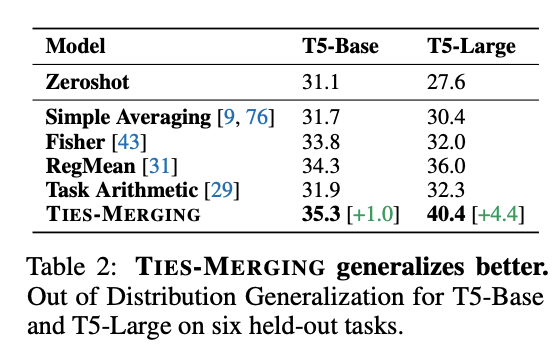 Model T5-Base T5-Large
Zeroshot 31.1 27.6
Simple Averaging [9, 76] 31.7 30.4
Fisher [43] 33.8 32.0
RegMean [31] 34.3 36.0
Task Arithmetic [29] 31.9 32.3
TIES-MERGING 35.3 [+1.0] 40.4 [+4.4]
Table 2: TIES-MERGING generalizes better.
Out of Distribution Generalization for T5-Base
and T5-Large on six held-out tasks.